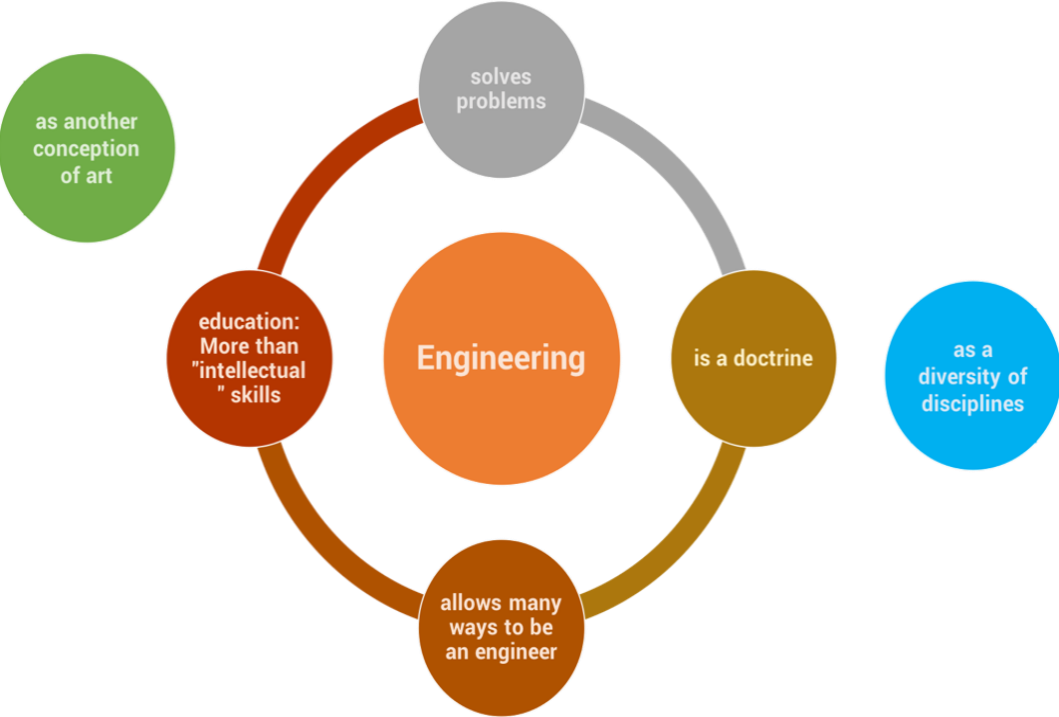 solves
problems
as another
conception
of art
education:
More than
"intellectual
" skills
Engineering
is a doctrine
as a
diversity of
disciplines
allows many
ways to be
an engineer